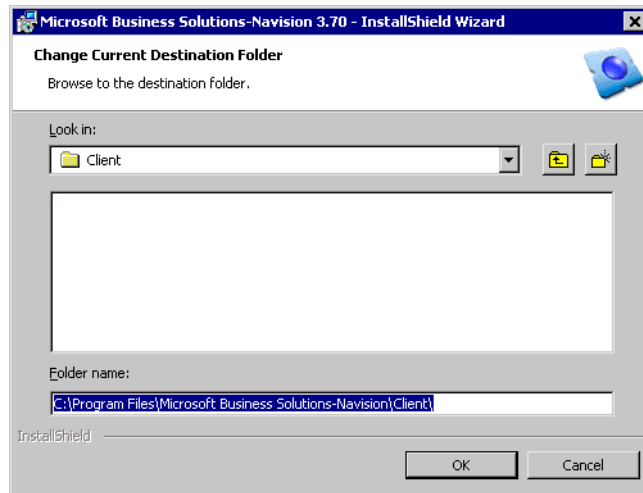 Microsoft Business Solutions-Navision 3.70 - InstallShield Wizard
Change Current Destination Folder
Browse to the destination folder.
Look in:
Client
Folder name:
C:\Program Files\Microsoft Business Solutions-Navision\Client\
InstallShield
OK Cancel